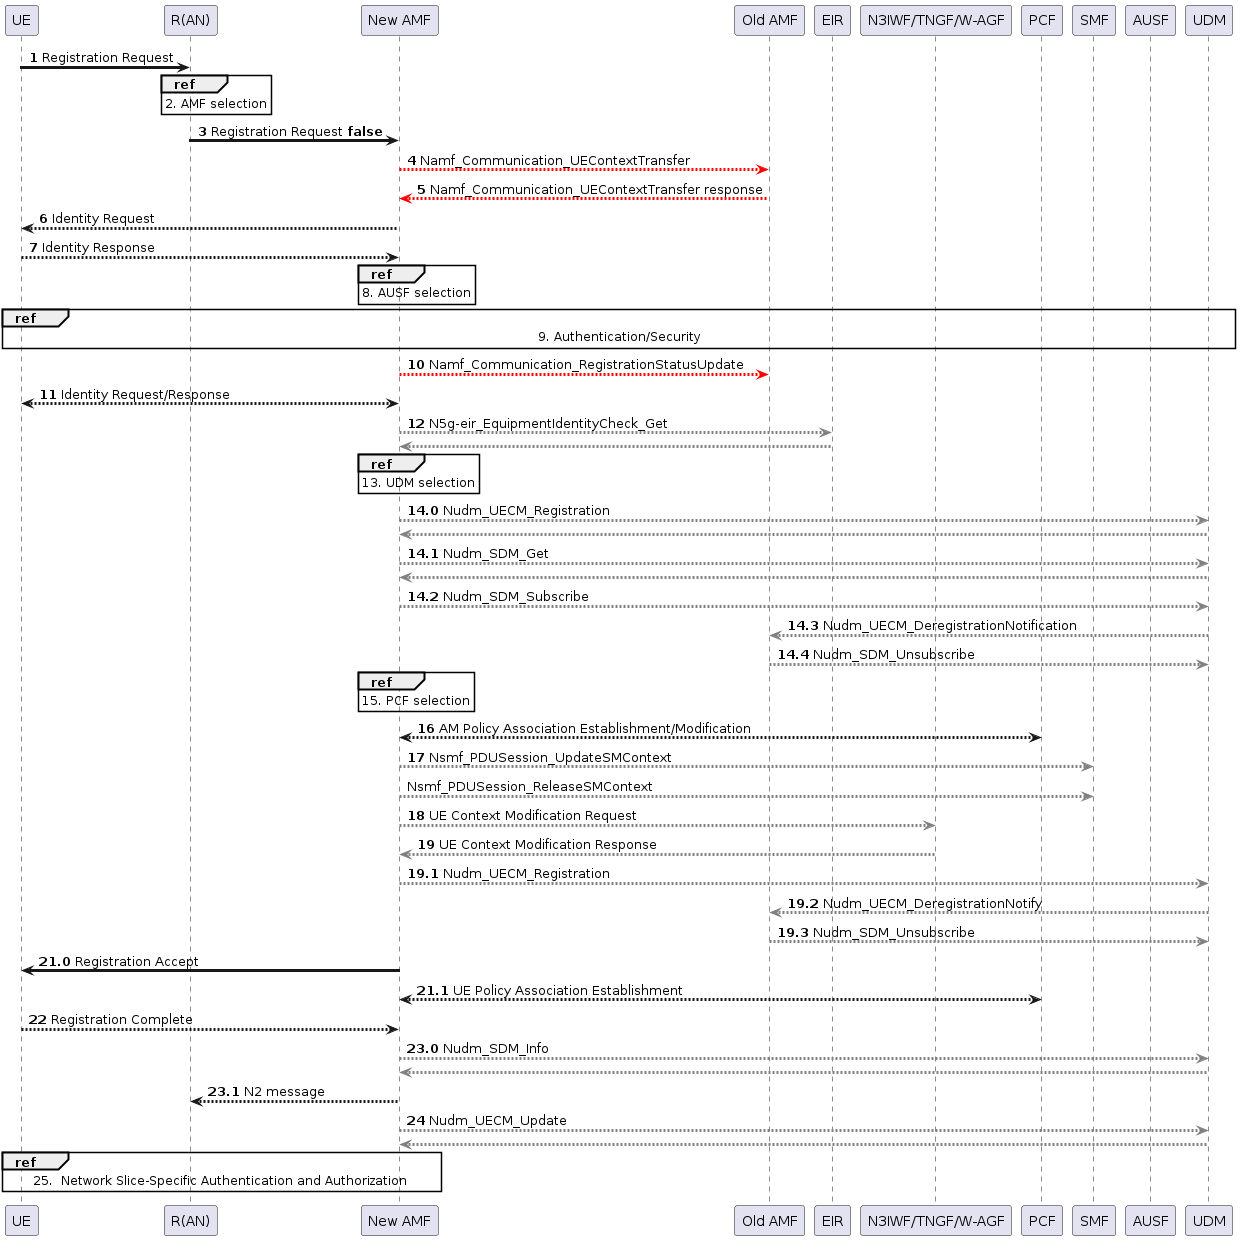 UE R(AN) New AMF Old AMF EIR N3IWF/TNGF/W-AGF PCF SMF AUSF UDM
1 Registration Request
ref
2. AMF selection
3 Registration Request false
4 Namf_Communication_UEContextTransfer
5 Namf_Communication_UEContextTransfer response
6 Identity Request
7 Identity Response
ref
8. AUSF selection
ref
9. Authentication/Security
10 Namf_Communication_RegistrationStatusUpdate
11 Identity Request/Response
12 N5g-eir_EquipmentIdentityCheck_Get
ref
13. UDM selection
14.0 Nudm_UECM_Registration
14.1 Nudm_SDM_Get
14.2 Nudm_SDM_Subscribe
14.3 Nudm_UECM_DeregistrationNotification
14.4 Nudm_SDM_Unsubscribe
ref
15. PCF selection
16 AM Policy Association Establishment/Modification
17 Nsmf_PDUSession_UpdateSMContext
Nsmf_PDUSession_ReleaseSMContext
18 UE Context Modification Request
19 UE Context Modification Response
19.1 Nudm_UECM_Registration
19.2 Nudm_UECM_DeregistrationNotify
19.3 Nudm_SDM_Unsubscribe
21.0 Registration Accept
21.1 UE Policy Association Establishment
22 Registration Complete
23.0 Nudm_SDM_Info
23.1 N2 message
24 Nudm_UECM_Update
ref
25. Network Slice-Specific Authentication and Authorization
UE R(AN) New AMF Old AMF EIR N3IWF/TNGF/W-AGF PCF SMF AUSF UDM